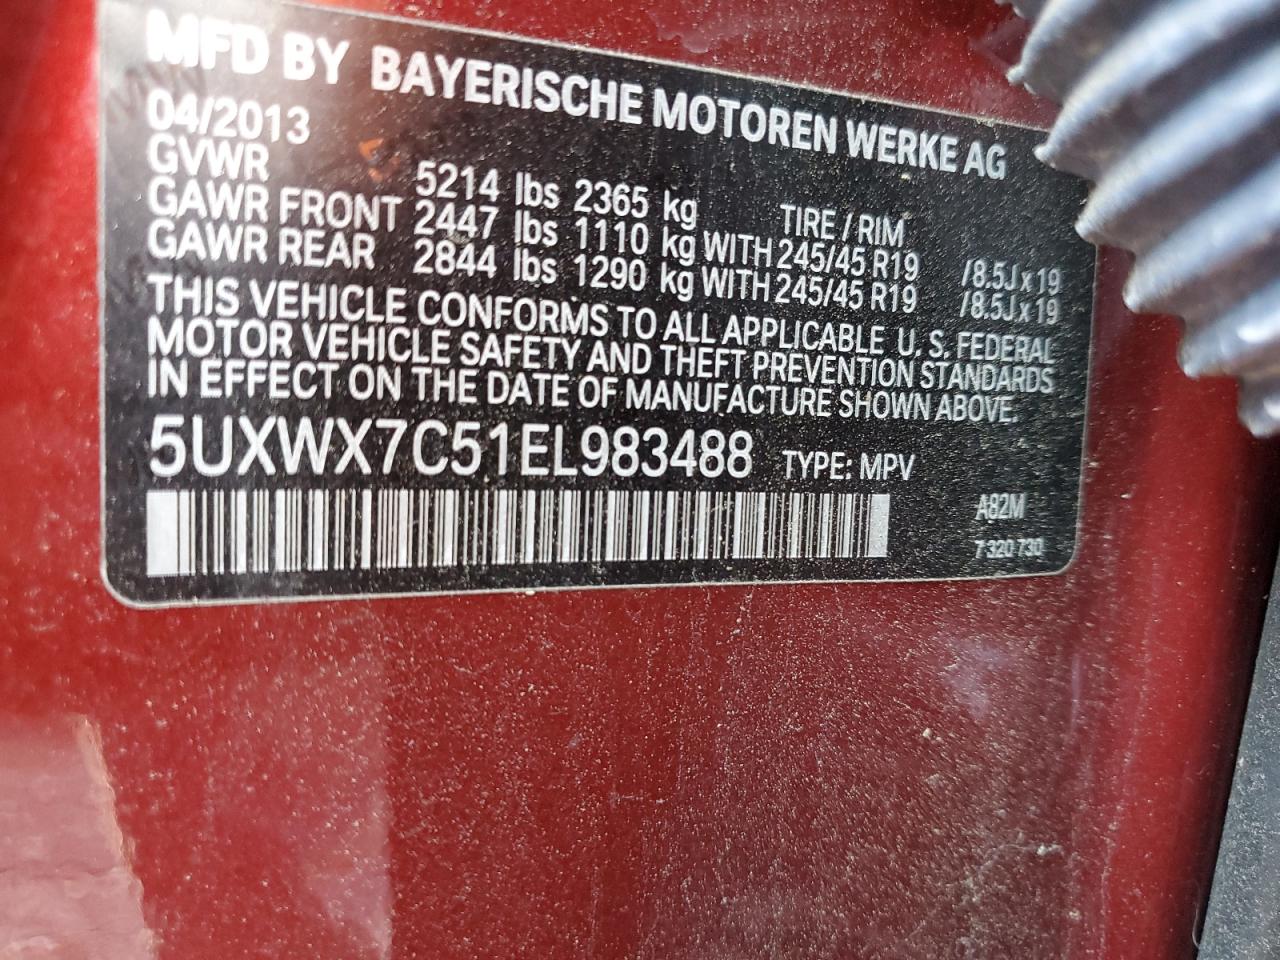 MFD BY BAYERISCHE MOTOREN WERKE AG
04/2013
GVWR 5214 lbs 2365 kg TIRE / RIM
GAWR FRONT 2447 lbs 1110 kg WITH 245/45 R19 /8.5J x 19
GAWR REAR 2844 lbs 1290 kg WITH 245/45 R19 /8.5J x 19
THIS VEHICLE CONFORMS TO ALL APPLICABLE U. S. FEDERAL
MOTOR VEHICLE SAFETY AND THEFT PREVENTION STANDARDS
IN EFFECT ON THE DATE OF MANUFACTURE SHOWN ABOVE.
5UXWX7C51EL983488 TYPE: MPV
A82M
7 320 730